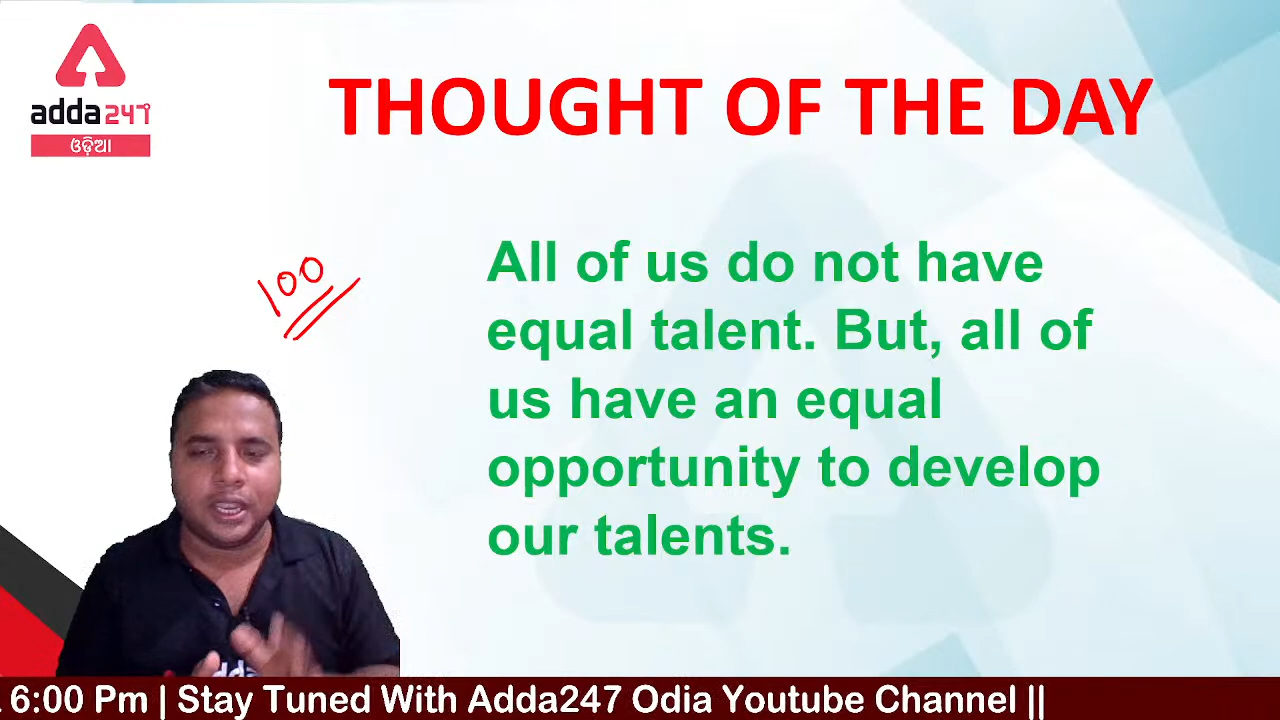 adda247
ଓଡ଼ିଆ
THOUGHT OF THE DAY
100
All of us do not have
equal talent. But, all of
us have an equal
opportunity to develop
our talents.
6:00 Pm | Stay Tuned With Adda247 Odia Youtube Channel ||